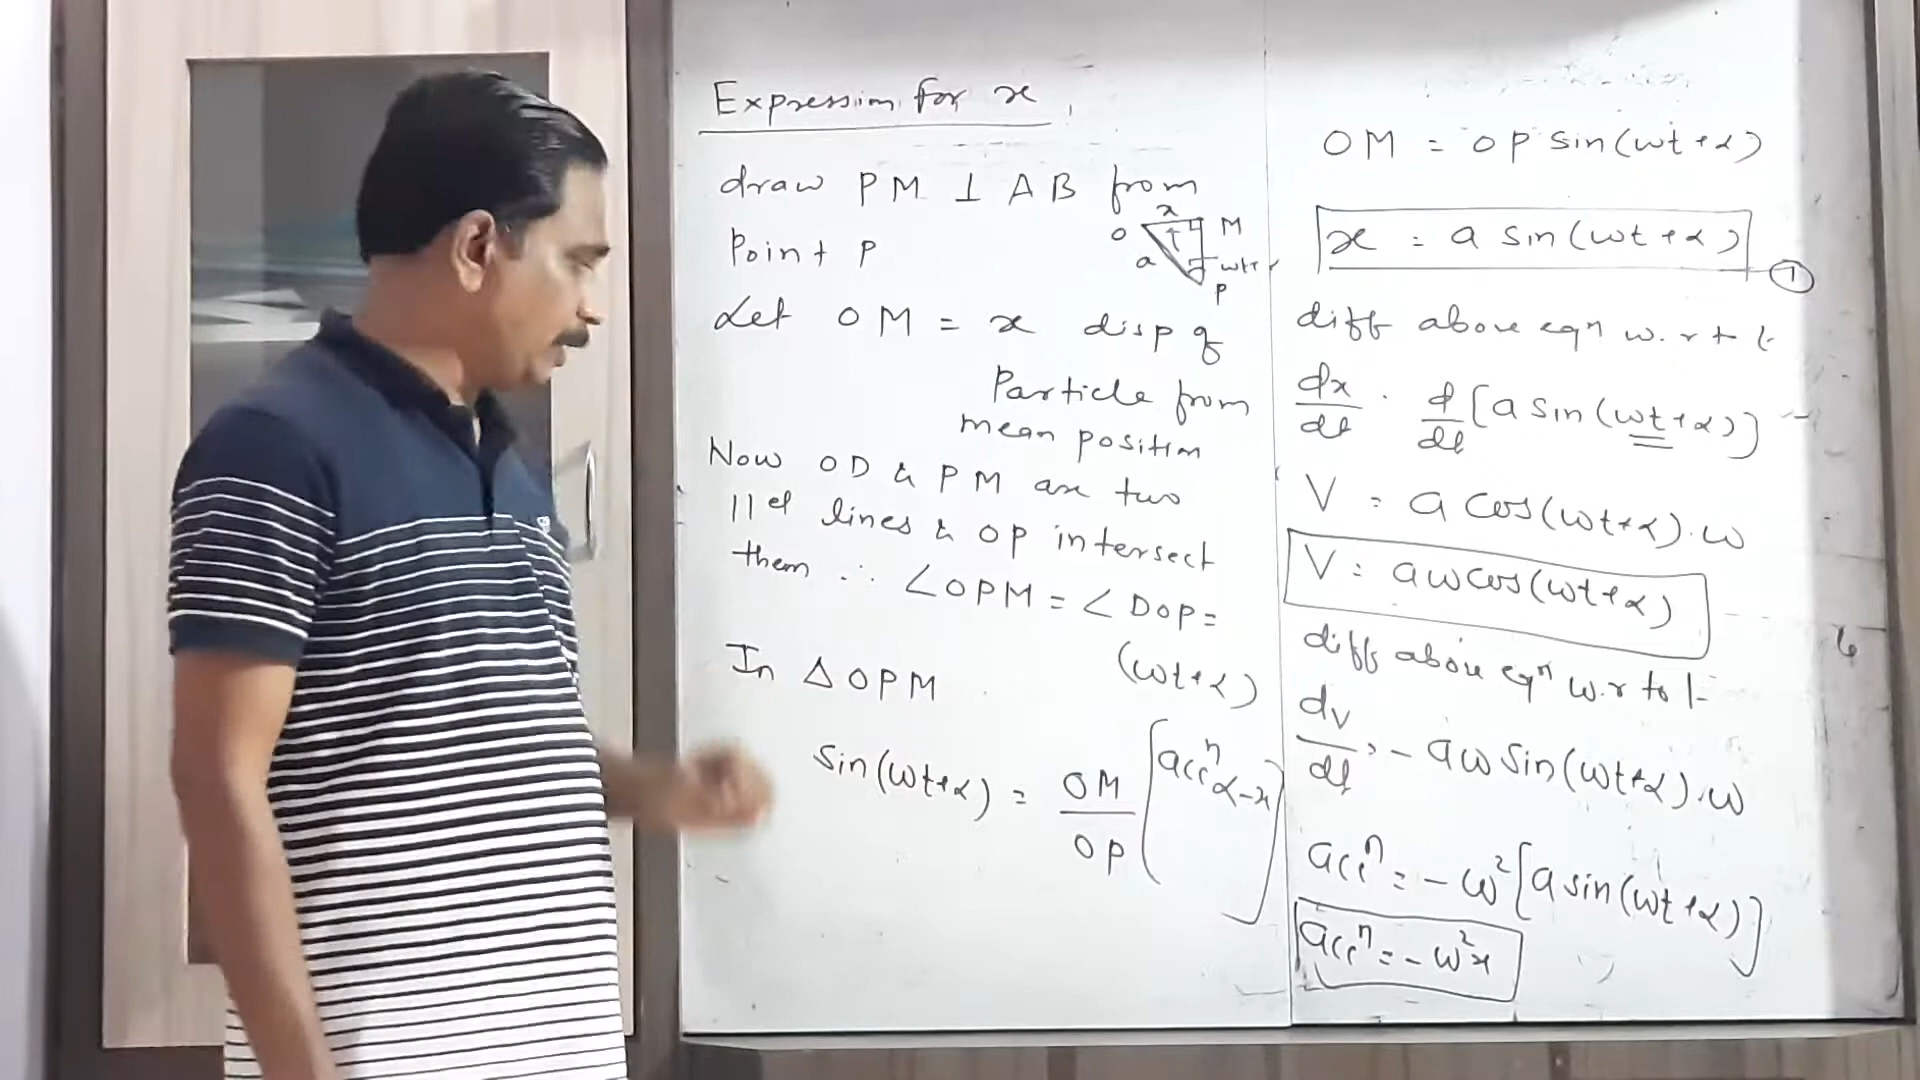 Expression for x
draw PM ⊥ AB from
Point P
x
O M
a wt+
P
Let OM = x disp of
Particle from
mean position
Now OD & PM are two
llel lines & OP intersect
them ∴ ∠OPM = ∠DOP =
(ωt+α)
In Δ OPM
sin(ωt+α) = OM/OP [accⁿ α -x]
OM = OP sin(ωt+α)
x = a sin(ωt+α)
1
diff above eqⁿ w.r t t
dx/dt = d/dt [a sin(ωt+α)]
V = a cos(ωt+α).ω
V = aω cos(ωt+α)
diff above eqⁿ w.r to t
dv/dt = - aω sin(ωt+α).ω
accⁿ = - ω² [a sin(ωt+α)]
accⁿ = - ω²x